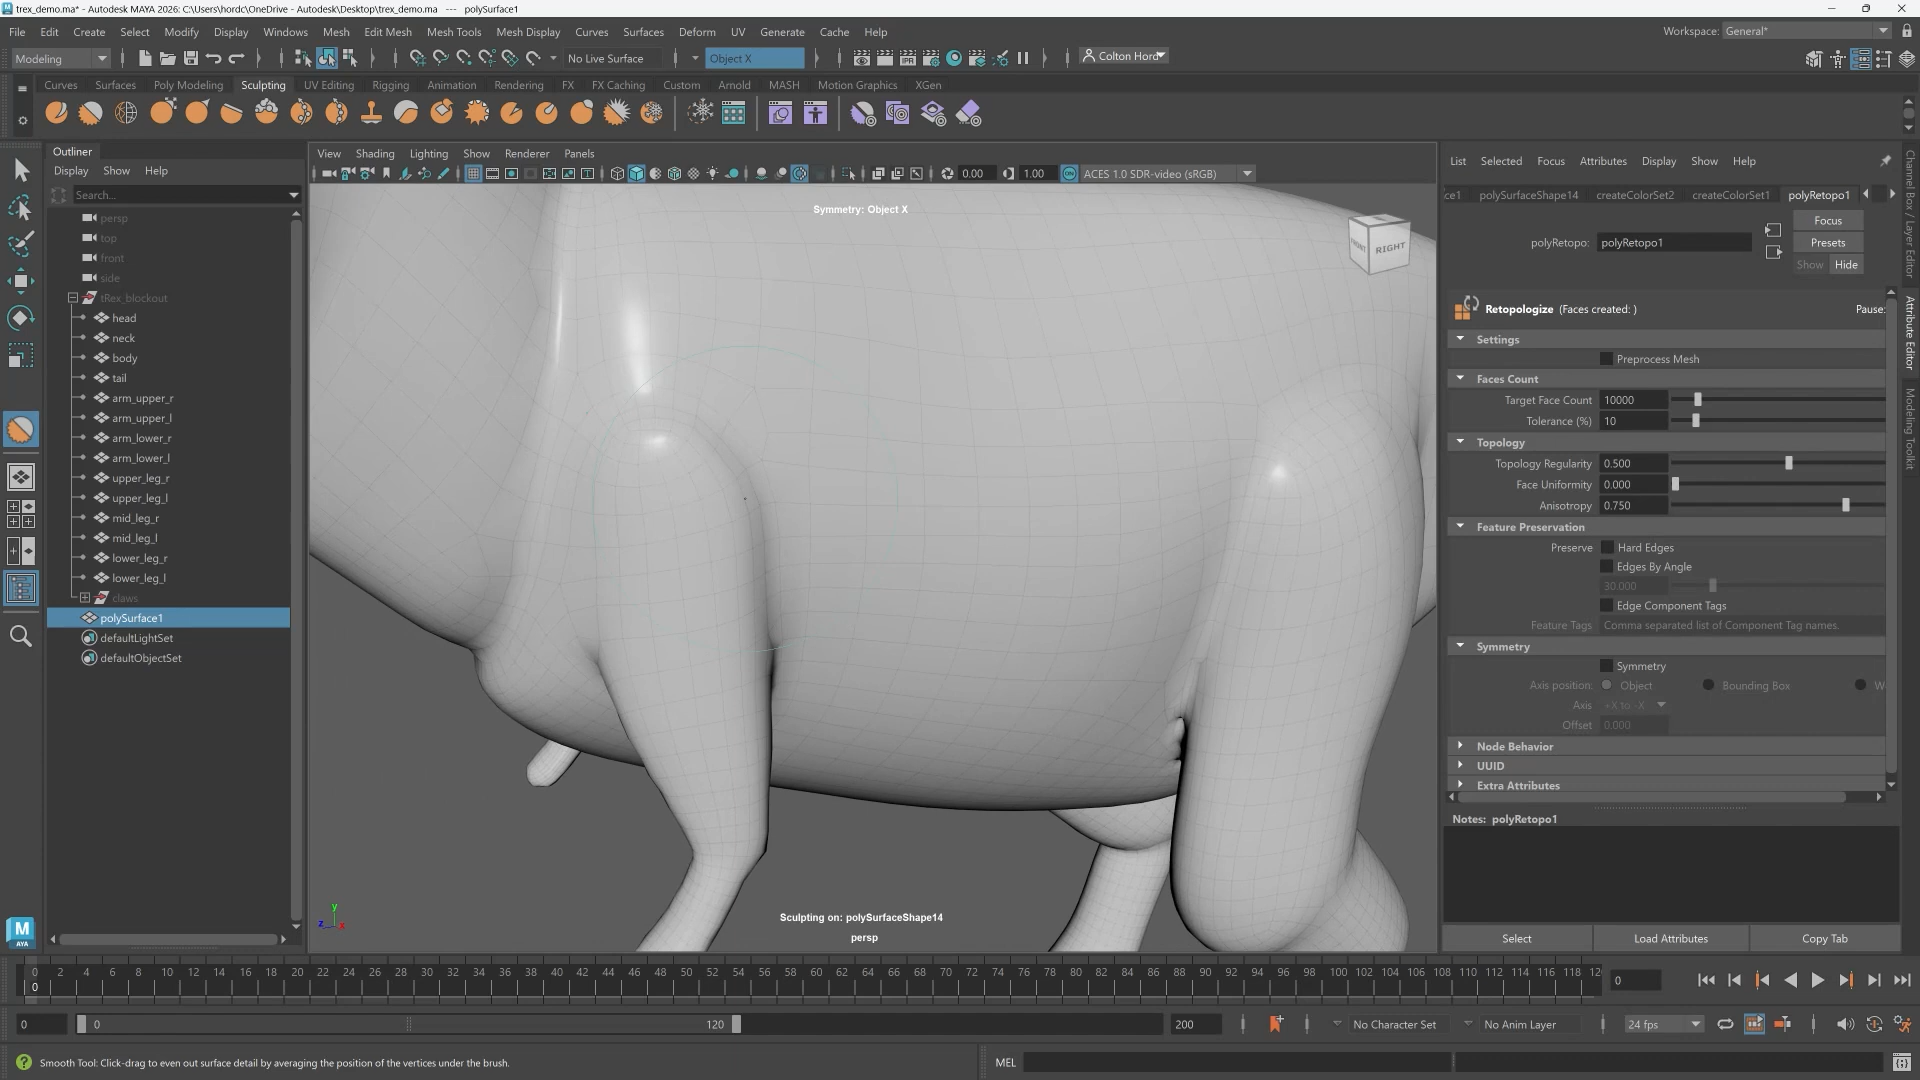 trex_demo.ma* - Autodesk MAYA 2026: C:\Users\hordc\OneDrive - Autodesk\Desktop\trex_demo.ma --- polySurface1
File Edit Create Select Modify Display Windows Mesh Edit Mesh Mesh Tools Mesh Display Curves Surfaces Deform UV Generate Cache Help
Workspace: General*
Modeling
No Live Surface
Object X
Colton Hord
Curves Surfaces Poly Modeling Sculpting UV Editing Rigging Animation Rendering FX FX Caching Custom Arnold MASH Motion Graphics XGen
IPR
Outliner
Display Show Help
Search...
persp
top
front
side
tRex_blockout
head
neck
body
tail
arm_upper_r
arm_upper_l
arm_lower_r
arm_lower_l
upper_leg_r
upper_leg_l
mid_leg_r
mid_leg_l
lower_leg_r
lower_leg_l
claws
polySurface1
defaultLightSet
defaultObjectSet
View Shading Lighting Show Renderer Panels
0.00 1.00 ON ACES 1.0 SDR-video (sRGB)
Symmetry: Object X
FRONT RIGHT
Sculpting on: polySurfaceShape14
persp
y z x
List Selected Focus Attributes Display Show Help
ce1 polySurfaceShape14 createColorSet2 createColorSet1 polyRetopo1
polyRetopo: polyRetopo1
Focus
Presets
Show Hide
Retopologize (Faces created: ) Pause:
Settings
Preprocess Mesh
Faces Count
Target Face Count 10000
Tolerance (%) 10
Topology
Topology Regularity 0.500
Face Uniformity 0.000
Anisotropy 0.750
Feature Preservation
Preserve Hard Edges
Edges By Angle
30.000
Edge Component Tags
Feature Tags Comma separated list of Component Tag names.
Symmetry
Symmetry
Axis position: Object Bounding Box W
Axis +X to -X
Offset 0.000
Node Behavior
UUID
Extra Attributes
Notes: polyRetopo1
Select Load Attributes Copy Tab
Channel Box / Layer Editor
Attribute Editor
Modeling Toolkit
M
AYA
0 2 4 6 8 10 12 14 16 18 20 22 24 26 28 30 32 34 36 38 40 42 44 46 48 50 52 54 56 58 60 62 64 66 68 70 72 74 76 78 80 82 84 86 88 90 92 94 96 98 100 102 104 106 108 110 112 114 116 118 12
0
0
0 0 120 200 No Character Set No Anim Layer 24 fps
Smooth Tool: Click-drag to even out surface detail by averaging the position of the vertices under the brush.
MEL